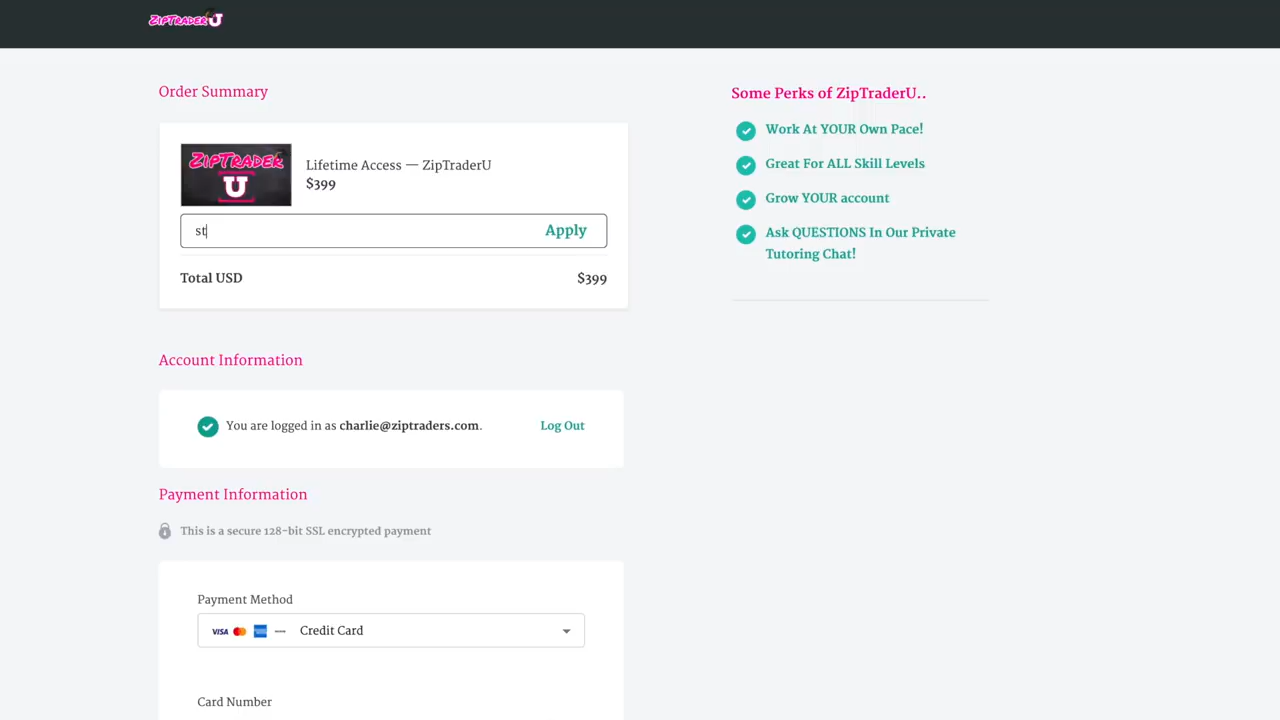 ZIPTRADER U
Order Summary
ZIPTRADER
U
Lifetime Access — ZipTraderU
$399
st
Apply
Total USD
$399
Some Perks of ZipTraderU..
Work At YOUR Own Pace!
Great For ALL Skill Levels
Grow YOUR account
Ask QUESTIONS In Our Private
Tutoring Chat!
Account Information
You are logged in as charlie@ziptraders.com.
Log Out
Payment Information
This is a secure 128-bit SSL encrypted payment
Payment Method
VISA
Credit Card
Card Number